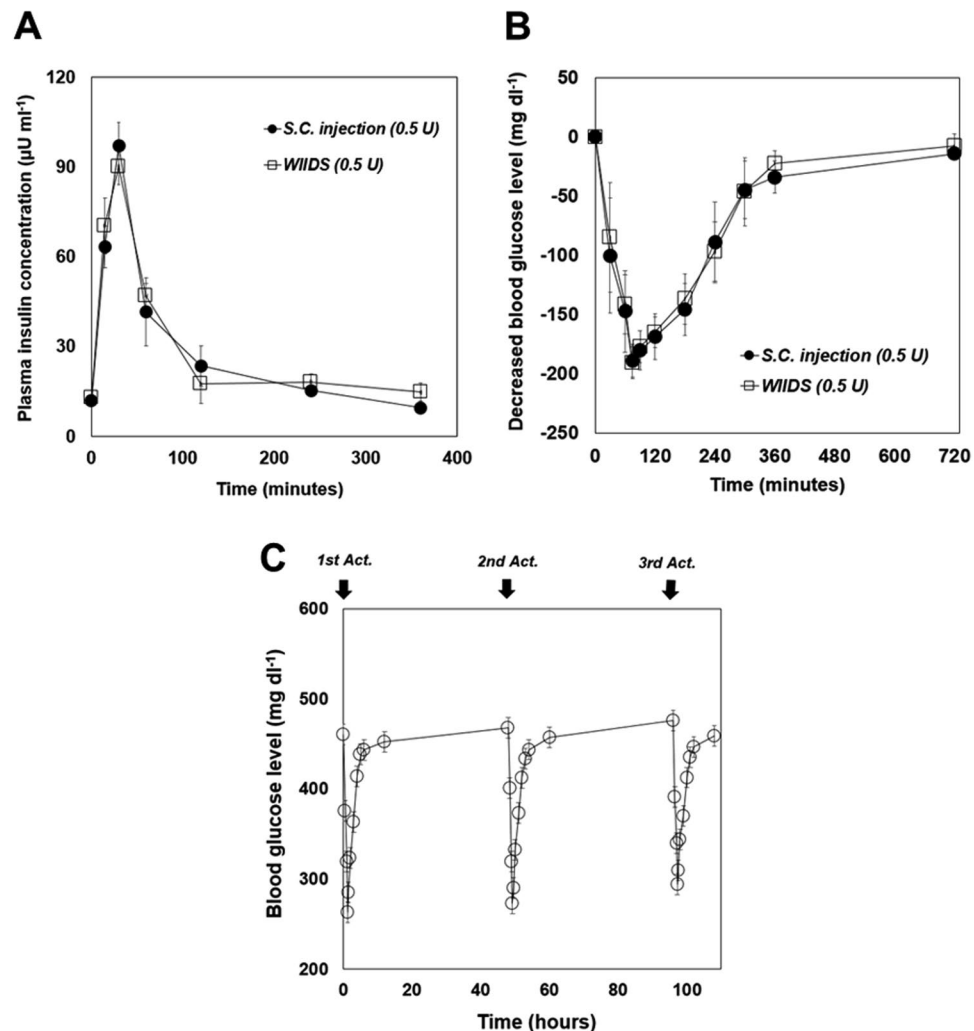 A
Plasma insulin concentration (µU ml-1)
120
90
60
30
0
S.C. injection (0.5 U)
WIIDS (0.5 U)
0 100 200 300 400
Time (minutes)
B
Decreased blood glucose level (mg dl-1)
50
0
-50
-100
-150
-200
-250
S.C. injection (0.5 U)
WIIDS (0.5 U)
0 120 240 360 480 600 720
Time (minutes)
C
1st Act. 2nd Act. 3rd Act.
Blood glucose level (mg dl-1)
600
500
400
300
200
0 20 40 60 80 100
Time (hours)